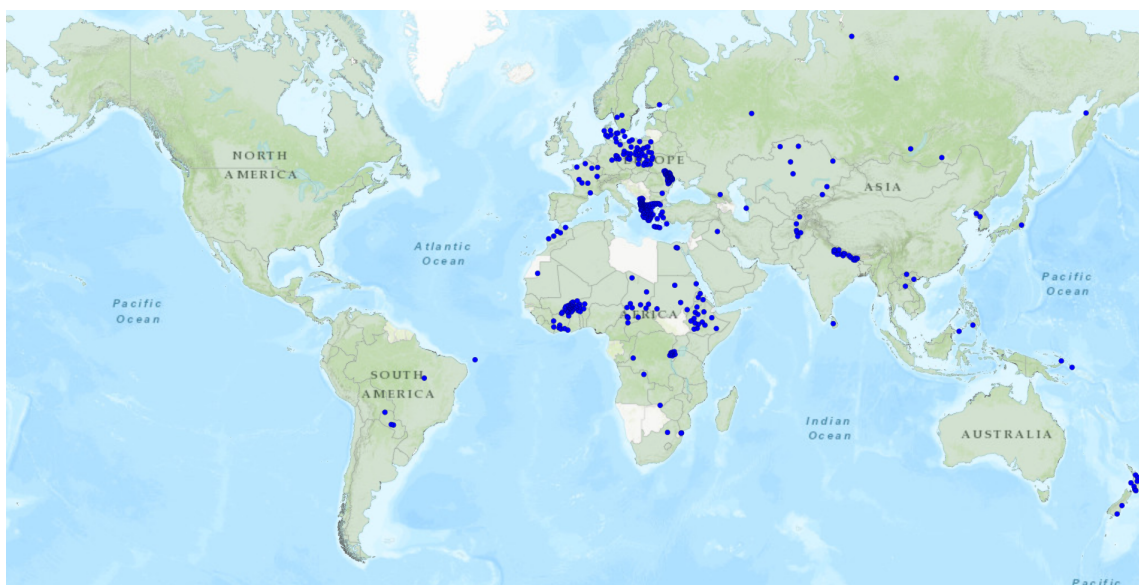 NORTH
AMERICA
EUROPE
ASIA
Atlantic
Ocean
Pacific
Ocean
Pacific
Ocean
AFRICA
SOUTH
AMERICA
Indian
Ocean
AUSTRALIA
Pacific